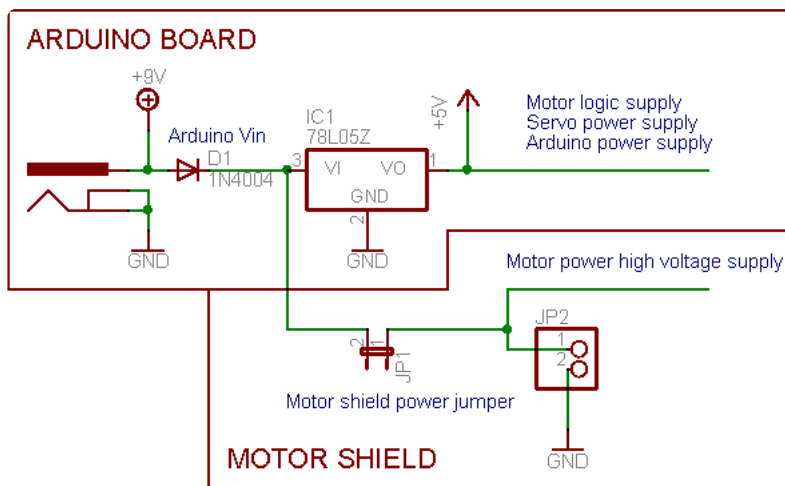 ARDUINO BOARD
+9V
Arduino Vin
D1
1N4004
IC1
78L05Z
3
VI
VO
1
GND
2
+5V
Motor logic supply
Servo power supply
Arduino power supply
GND
GND
Motor power high voltage supply
JP2
1
2
2
1
JP1
Motor shield power jumper
GND
MOTOR SHIELD